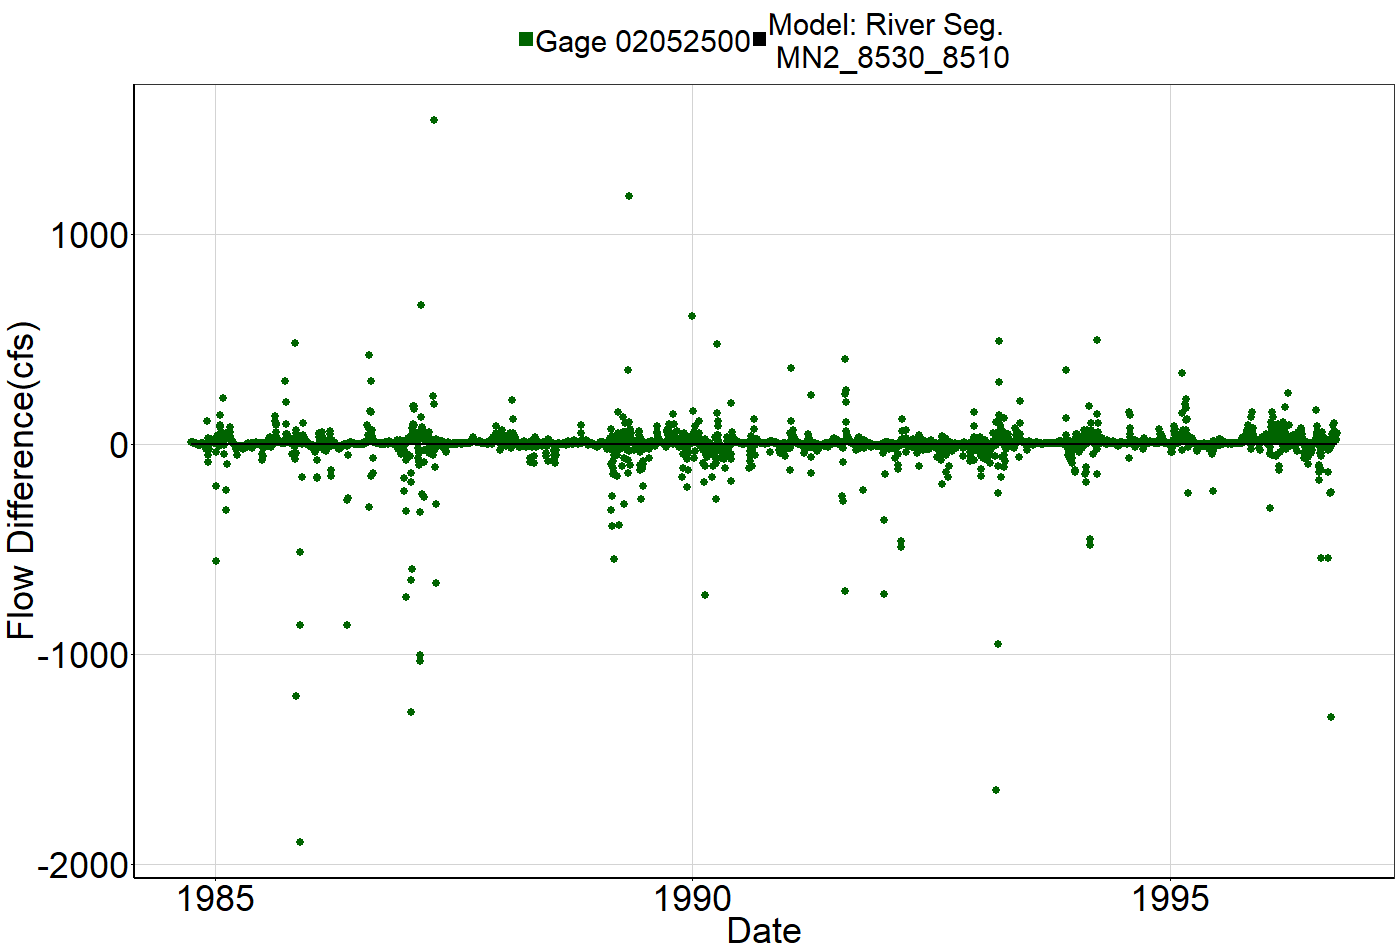 Gage 02052500 Model: River Seg.
MN2_8530_8510
Flow Difference(cfs)
1000
0
-1000
-2000
1985 1990 1995
Date